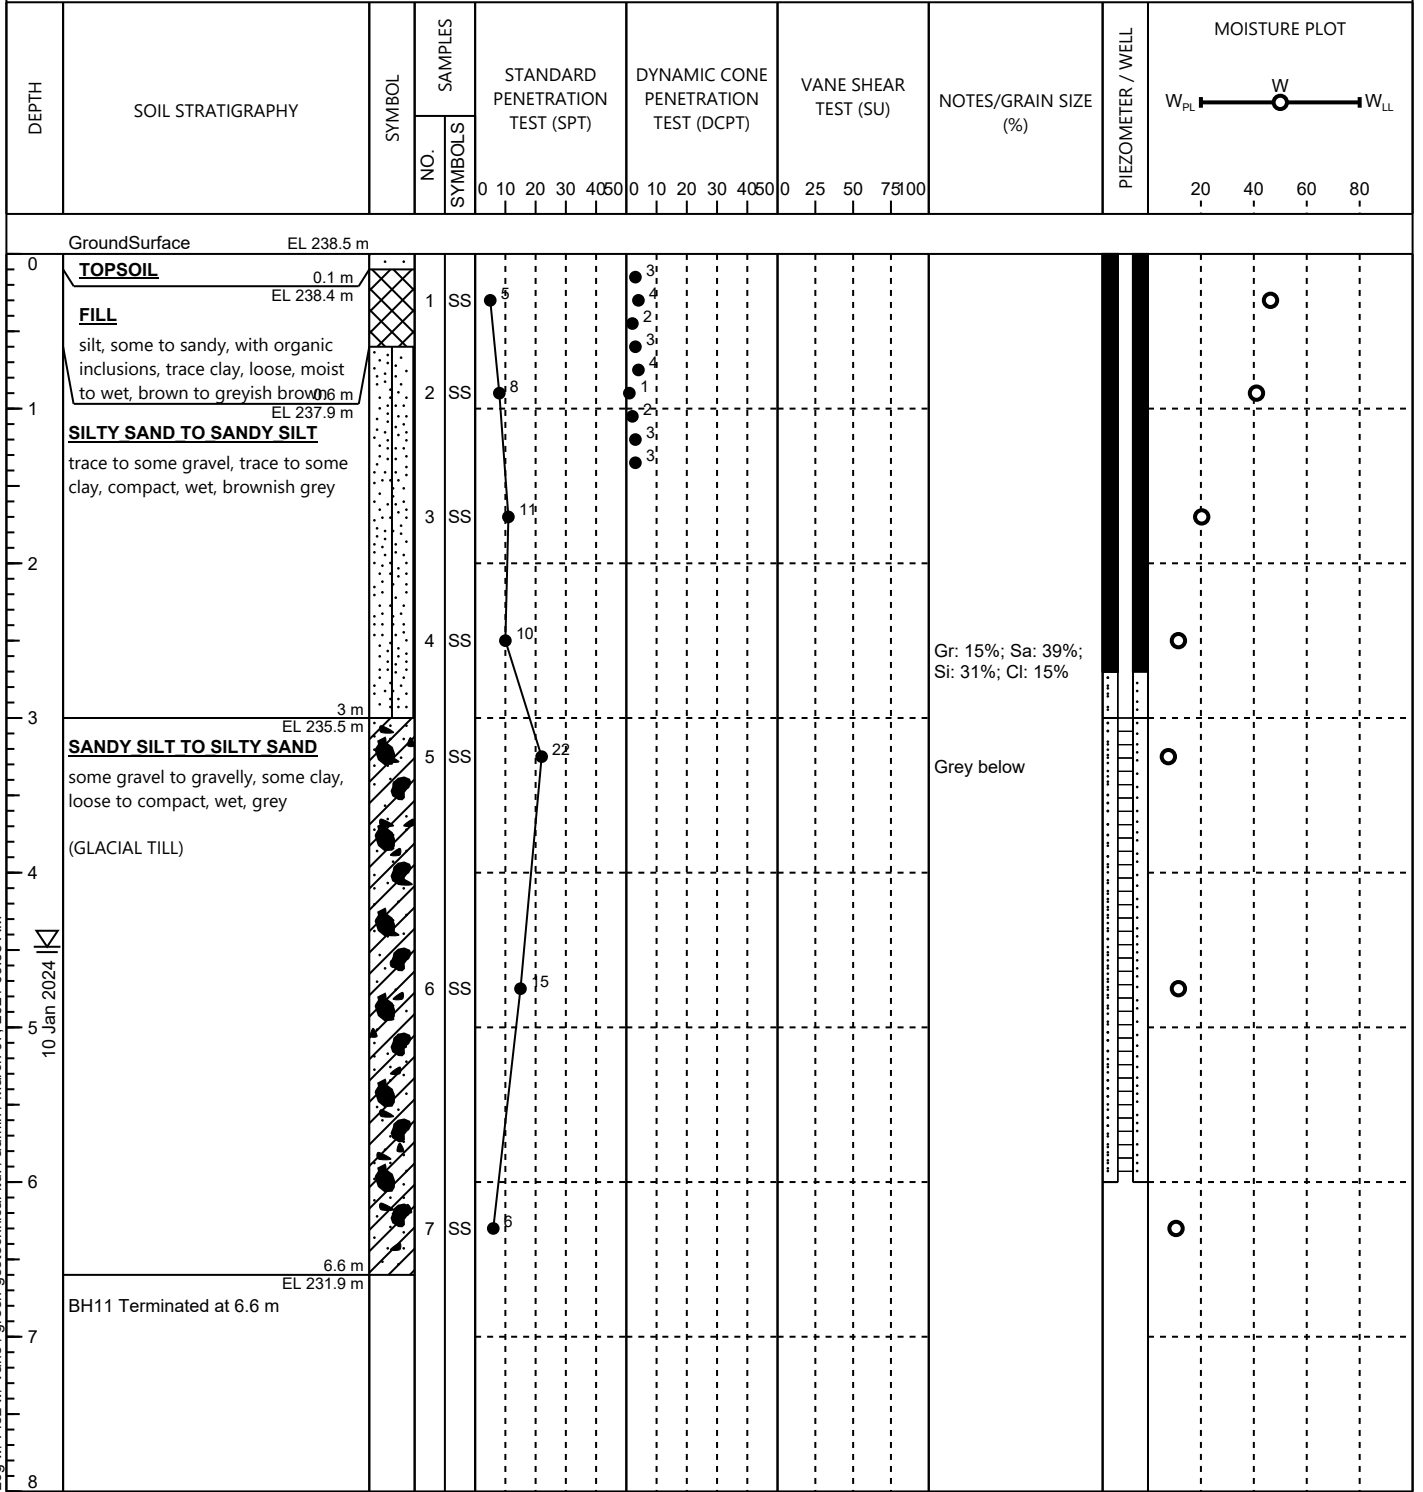 DEPTH
SOIL STRATIGRAPHY
SYMBOL
SAMPLES
NO.
SYMBOLS
STANDARD
PENETRATION
TEST (SPT)
0 10 20 30 40 50
DYNAMIC CONE
PENETRATION
TEST (DCPT)
0 10 20 30 40 50
VANE SHEAR
TEST (SU)
0 25 50 75 100
NOTES/GRAIN SIZE
(%)
PIEZOMETER / WELL
MOISTURE PLOT
W
WPL WLL
20 40 60 80
GroundSurface EL 238.5 m
0
TOPSOIL
0.1 m
EL 238.4 m
FILL
silt, some to sandy, with organic
inclusions, trace clay, loose, moist
to wet, brown to greyish brown 0.6 m
EL 237.9 m
SILTY SAND TO SANDY SILT
trace to some gravel, trace to some
clay, compact, wet, brownish grey
3 m
EL 235.5 m
SANDY SILT TO SILTY SAND
some gravel to gravelly, some clay,
loose to compact, wet, grey
(GLACIAL TILL)
6.6 m
EL 231.9 m
BH11 Terminated at 6.6 m
1
2
3
4
5
6
7
8
10 Jan 2024
1 SS 5
2 SS 8
3 SS 11
4 SS 10
5 SS 22
6 SS 15
7 SS 6
3
4
2
3
4
1
2
3
3
Gr: 15%; Sa: 39%;
Si: 31%; Cl: 15%
Grey below